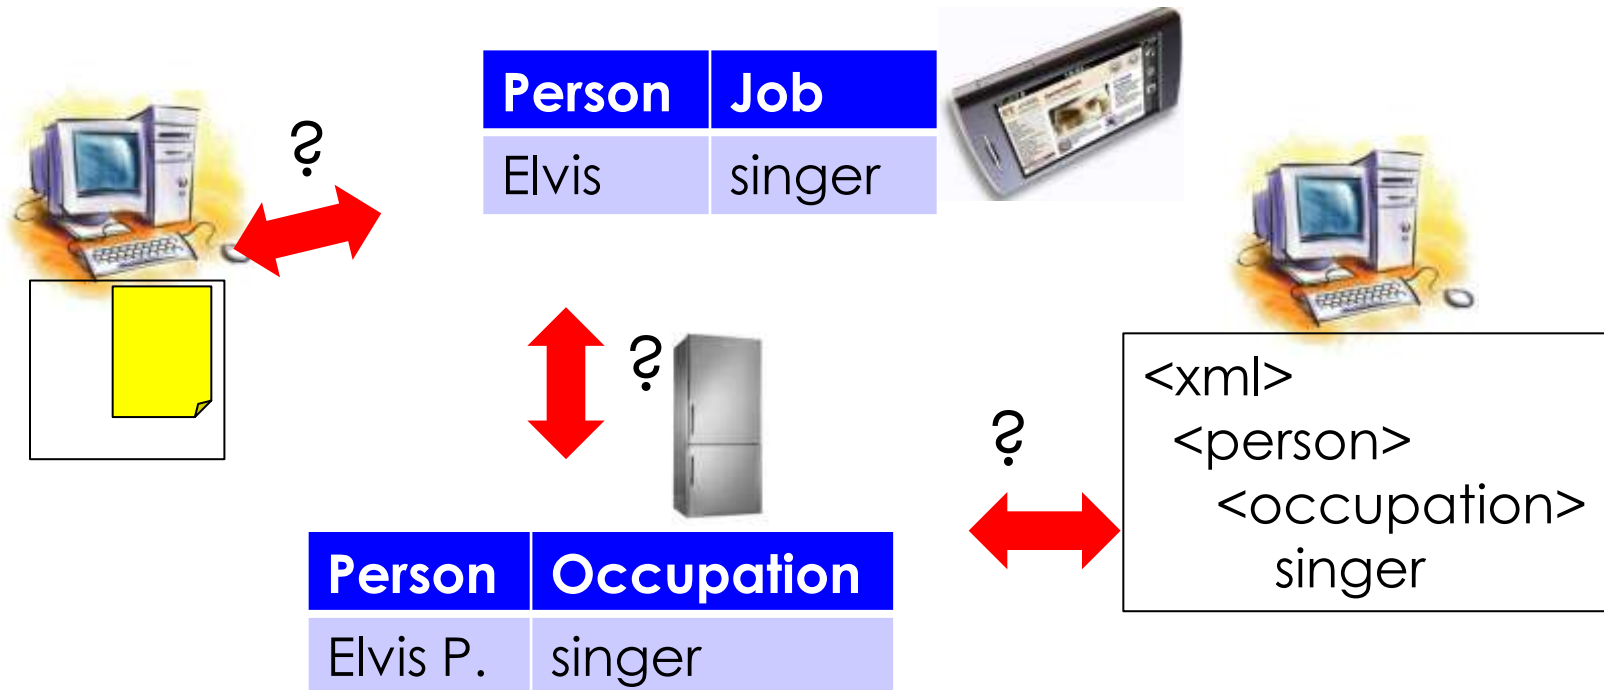 Person Job
Elvis singer
?
?
?
<xml>
<person>
<occupation>
singer
Person Occupation
Elvis P. singer